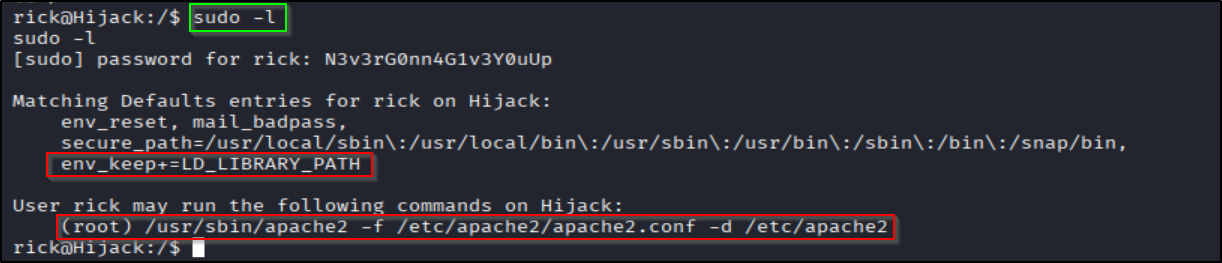 rick@Hijack:/$ sudo -l
sudo -l
[sudo] password for rick: N3v3rG0nn4G1v3Y0uUp
Matching Defaults entries for rick on Hijack:
env_reset, mail_badpass,
secure_path=/usr/local/sbin\:/usr/local/bin\:/usr/sbin\:/usr/bin\:/sbin\:/bin\:/snap/bin,
env_keep+=LD_LIBRARY_PATH
User rick may run the following commands on Hijack:
(root) /usr/sbin/apache2 -f /etc/apache2/apache2.conf -d /etc/apache2
rick@Hijack:/$